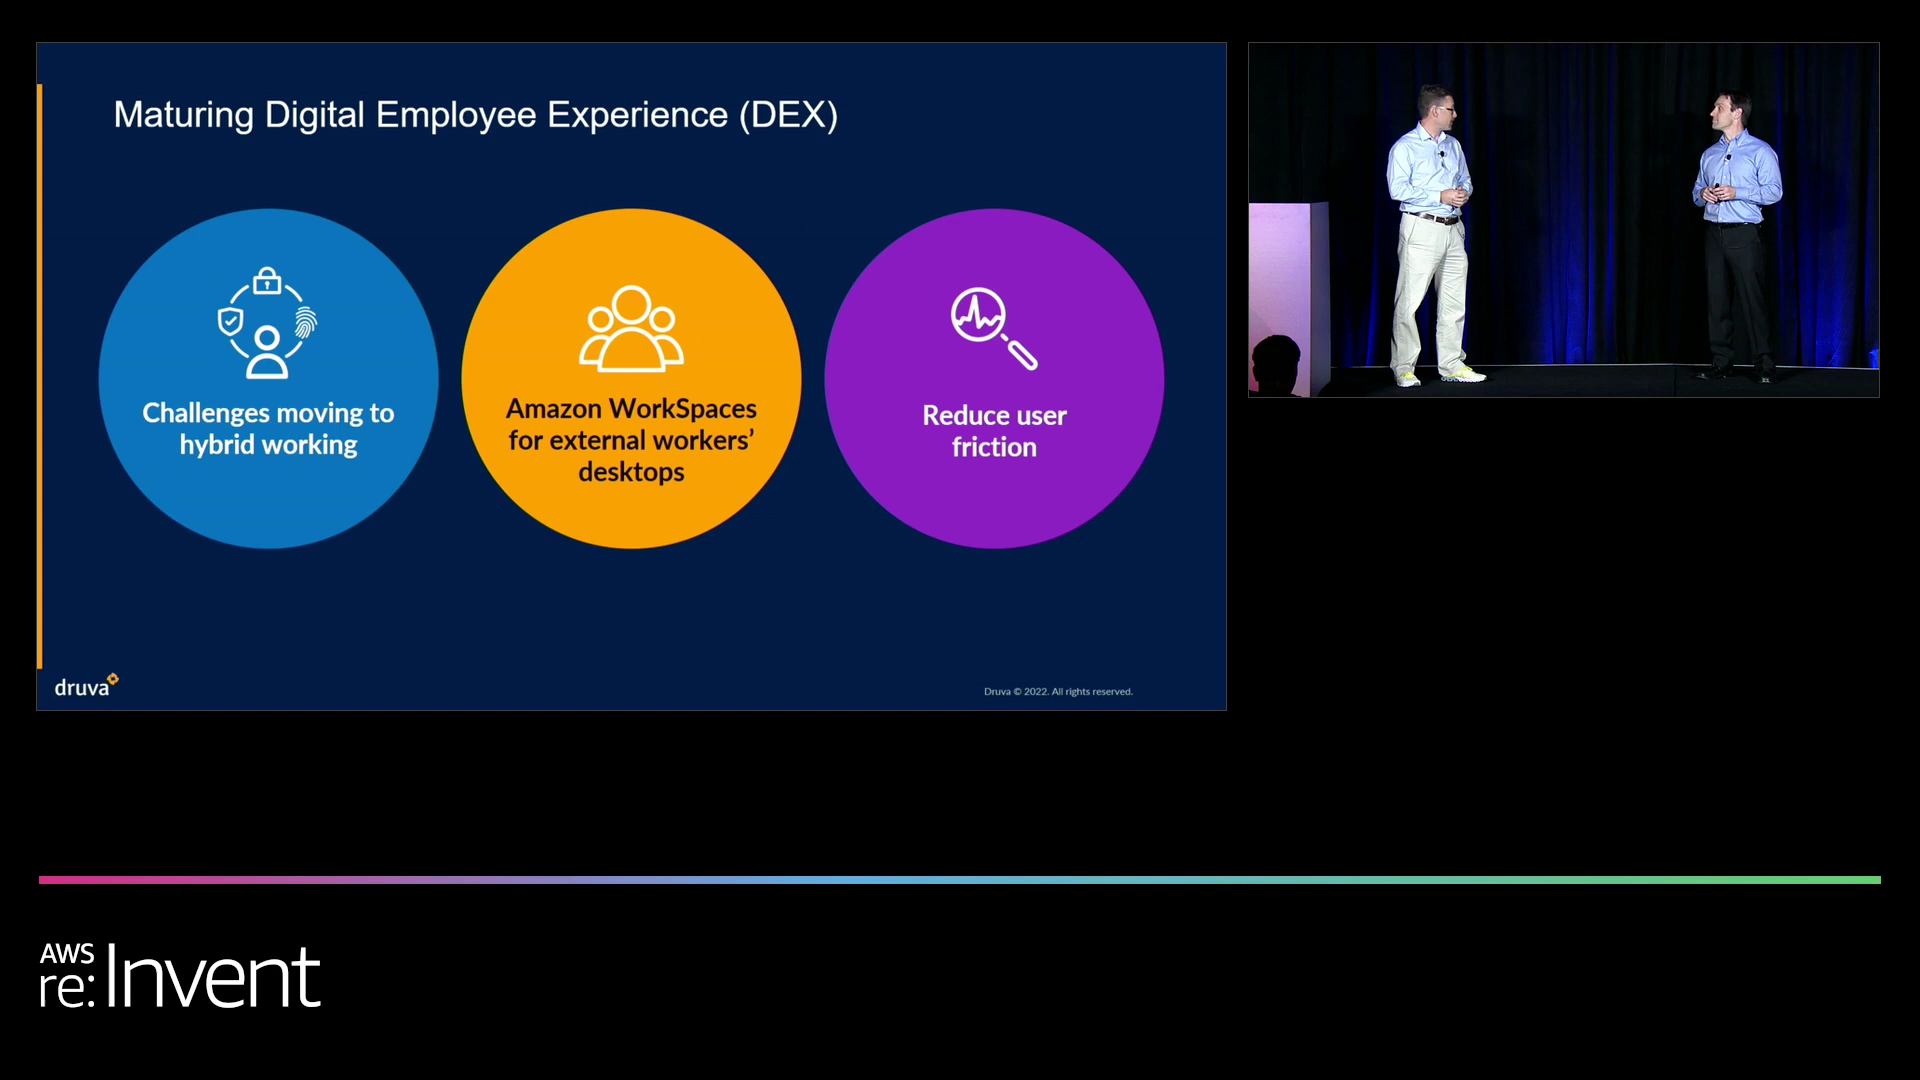 Maturing Digital Employee Experience (DEX)
Challenges moving to
hybrid working
Amazon WorkSpaces
for external workers’
desktops
Reduce user
friction
druva
Druva © 2022. All rights reserved.
AWS
re:Invent